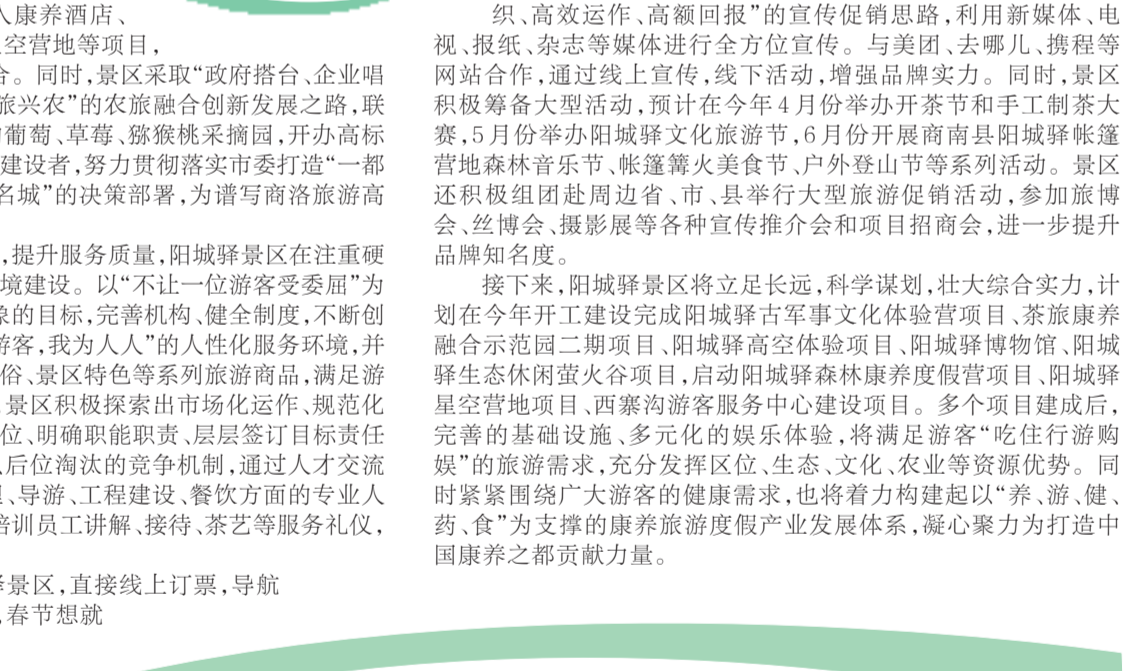 人康养酒店、
空营地等项目，
合。同时，景区采取“政府搭台、企业唱
旅兴农”的农旅融合创新发展之路，联
葡萄、草莓、猕猴桃采摘园，开办高标
建设者，努力贯彻落实市委打造“一都
名城”的决策部署，为谱写商洛旅游高
，提升服务质量，阳城驿景区在注重硬
境建设。以“不让一位游客受委屈”为
象的目标，完善机构、健全制度，不断创
游客，我为人人”的人性化服务环境，并
俗、景区特色等系列旅游商品，满足游
景区积极探索出市场化运作、规范化
位、明确职能职责、层层签订目标责任
后位淘汰的竞争机制，通过人才交流
、导游、工程建设、餐饮方面的专业人
培训员工讲解、接待、茶艺等服务礼仪，
景区，直接线上订票，导航
，春节想就
织、高效运作、高额回报”的宣传促销思路，利用新媒体、电
视、报纸、杂志等媒体进行全方位宣传。与美团、去哪儿、携程等
网站合作，通过线上宣传，线下活动，增强品牌实力。同时，景区
积极筹备大型活动，预计在今年4月份举办开茶节和手工制茶大
赛，5月份举办阳城驿文化旅游节，6月份开展商南县阳城驿帐篷
营地森林音乐节、帐篷篝火美食节、户外登山节等系列活动。景区
还积极组团赴周边省、市、县举行大型旅游促销活动，参加旅博
会、丝博会、摄影展等各种宣传推介会和项目招商会，进一步提升
品牌知名度。
接下来，阳城驿景区将立足长远，科学谋划，壮大综合实力，计
划在今年开工建设完成阳城驿古军事文化体验营项目、茶旅康养
融合示范园二期项目、阳城驿高空体验项目、阳城驿博物馆、阳城
驿生态休闲萤火谷项目，启动阳城驿森林康养度假营项目、阳城驿
星空营地项目、西寨沟游客服务中心建设项目。多个项目建成后，
完善的基础设施、多元化的娱乐体验，将满足游客“吃住行游购
娱”的旅游需求，充分发挥区位、生态、文化、农业等资源优势。同
时紧紧围绕广大游客的健康需求，也将着力构建起以“养、游、健、
药、食”为支撑的康养旅游度假产业发展体系，凝心聚力为打造中
国康养之都贡献力量。